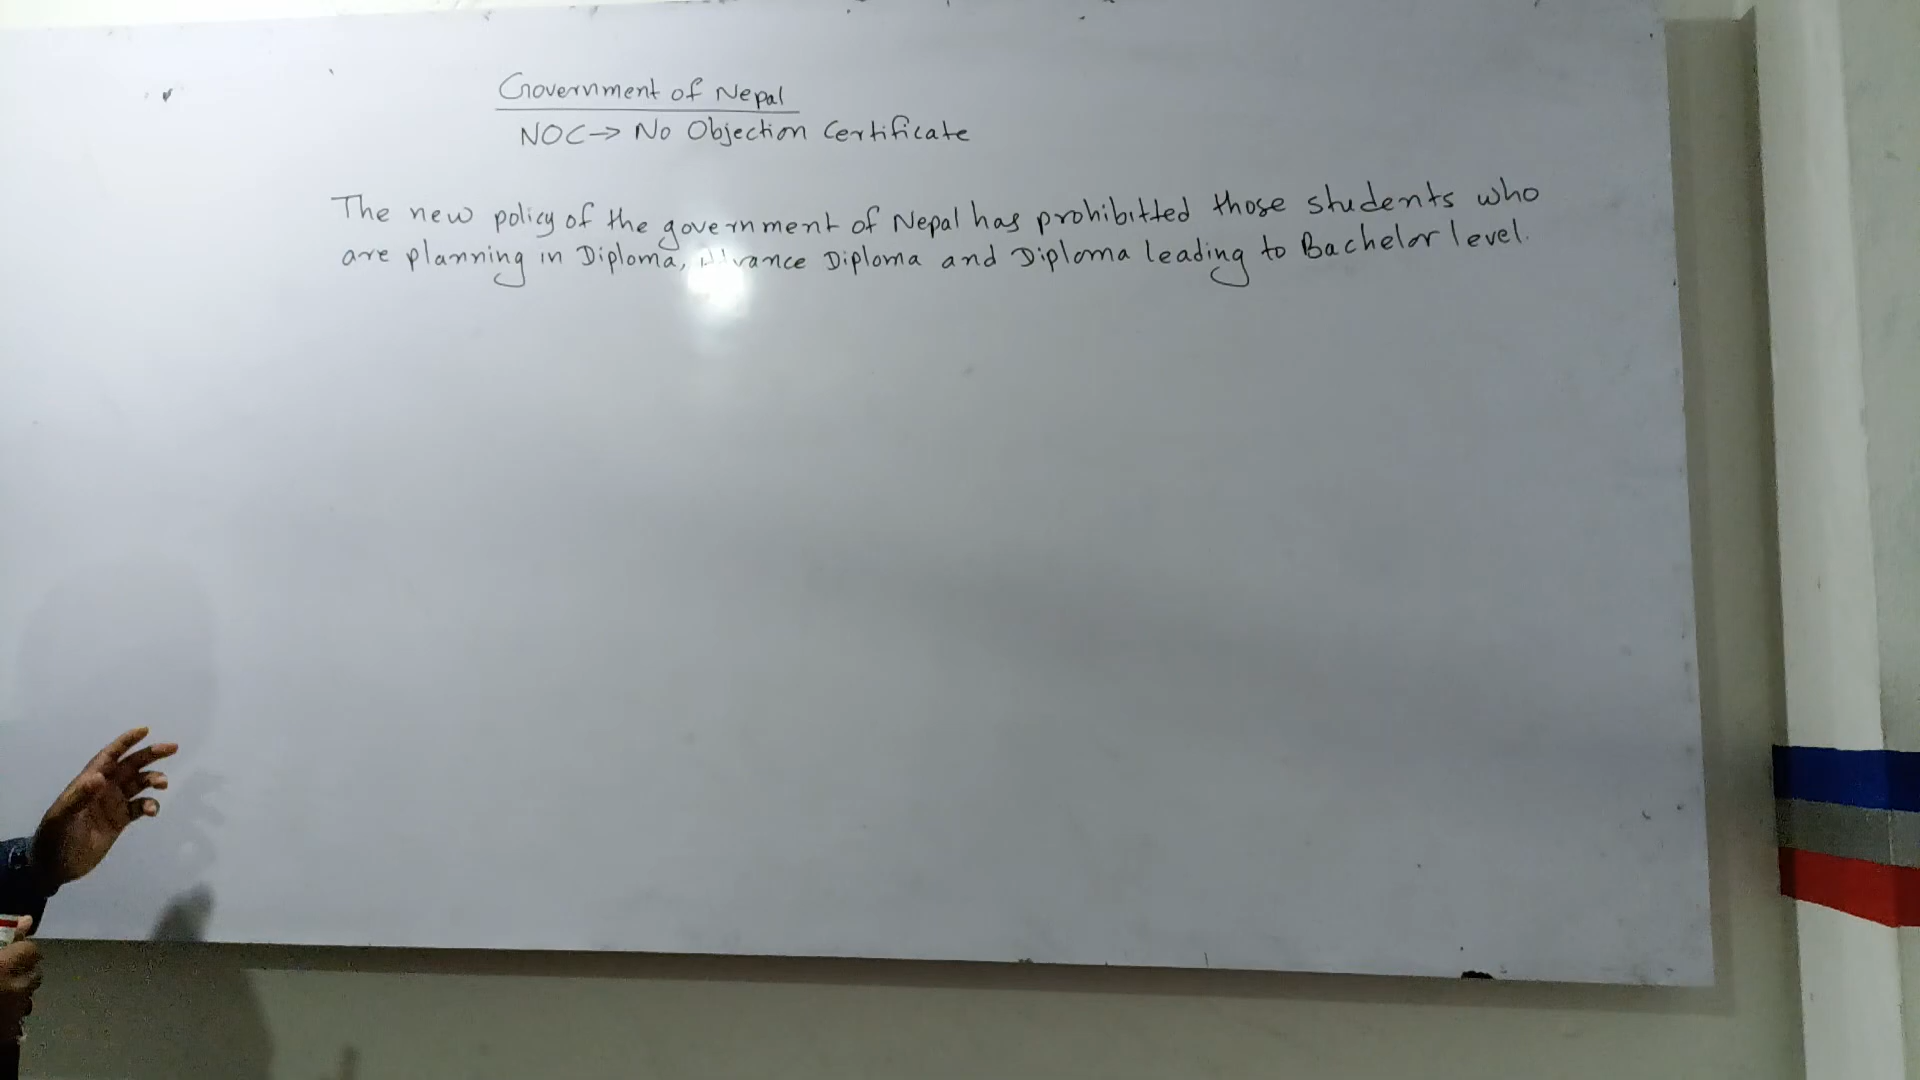 Government of Nepal
NOC→ No Objection Certificate
The new policy of the government of Nepal has prohibitted those students who
are planning in Diploma, Diploma and Diploma leading to Bachelor level.